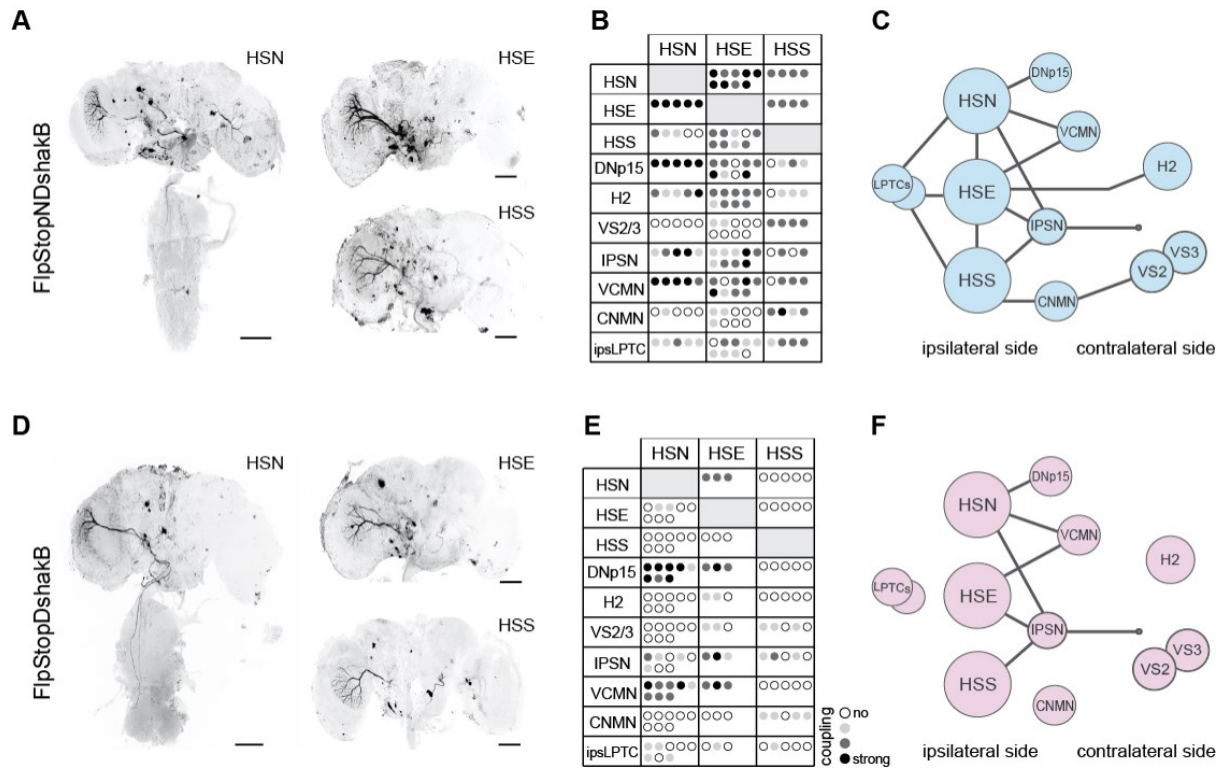 A
FlpStopNDshakB
HSN
HSE
HSS
B
HSN HSE HSS
HSN
HSE
HSS
DNp15
H2
VS2/3
IPSN
VCMN
CNMN
ipsLPTC
C
HSN
DNp15
VCMN
LPTCs
HSE
H2
IPSN
VS3
VS2
HSS
CNMN
ipsilateral side contralateral side
D
FlpStopDshakB
HSN
HSE
HSS
E
HSN HSE HSS
HSN
HSE
HSS
DNp15
H2
VS2/3
IPSN
VCMN
CNMN
ipsLPTC
coupling
no
strong
F
HSN
DNp15
VCMN
H2
LPTCs
HSE
IPSN
VS3
VS2
HSS
CNMN
ipsilateral side contralateral side